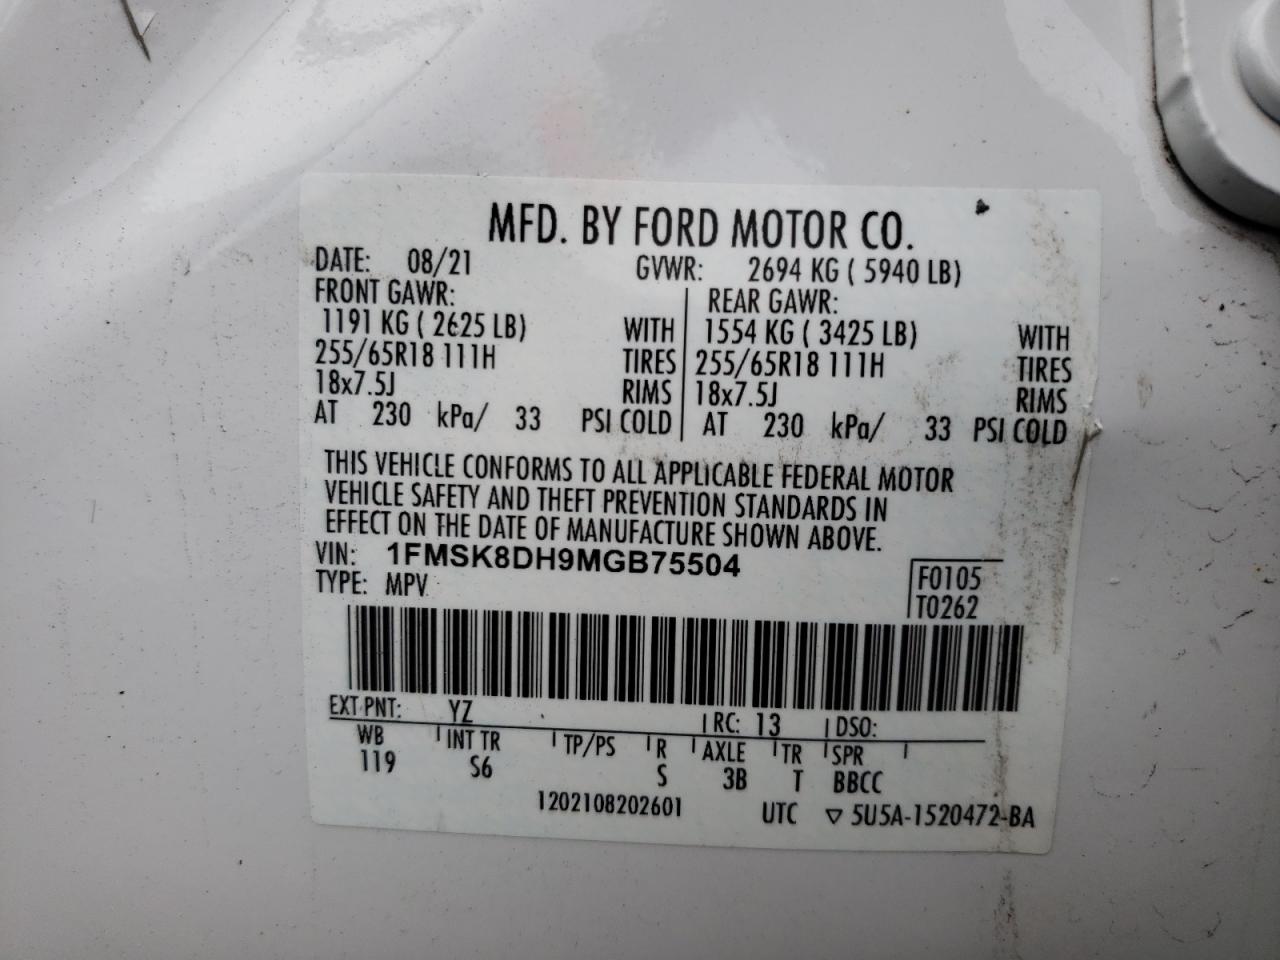 MFD. BY FORD MOTOR CO.
DATE: 08/21 GVWR: 2694 KG ( 5940 LB)
FRONT GAWR: REAR GAWR:
1191 KG ( 2625 LB) WITH 1554 KG ( 3425 LB) WITH
255/65R18 111H TIRES 255/65R18 111H TIRES
18x7.5J RIMS 18x7.5J RIMS
AT 230 kPa/ 33 PSI COLD AT 230 kPa/ 33 PSI COLD
THIS VEHICLE CONFORMS TO ALL APPLICABLE FEDERAL MOTOR
VEHICLE SAFETY AND THEFT PREVENTION STANDARDS IN
EFFECT ON THE DATE OF MANUFACTURE SHOWN ABOVE.
VIN: 1FMSK8DH9MGB75504
TYPE: MPV
F0105
T0262
EXT PNT: YZ RC: 13 DSO:
WB INT TR TP/PS R AXLE TR SPR
119 S6 S 3B T BBCC
1202108202601 UTC ▽ 5U5A-1520472-BA